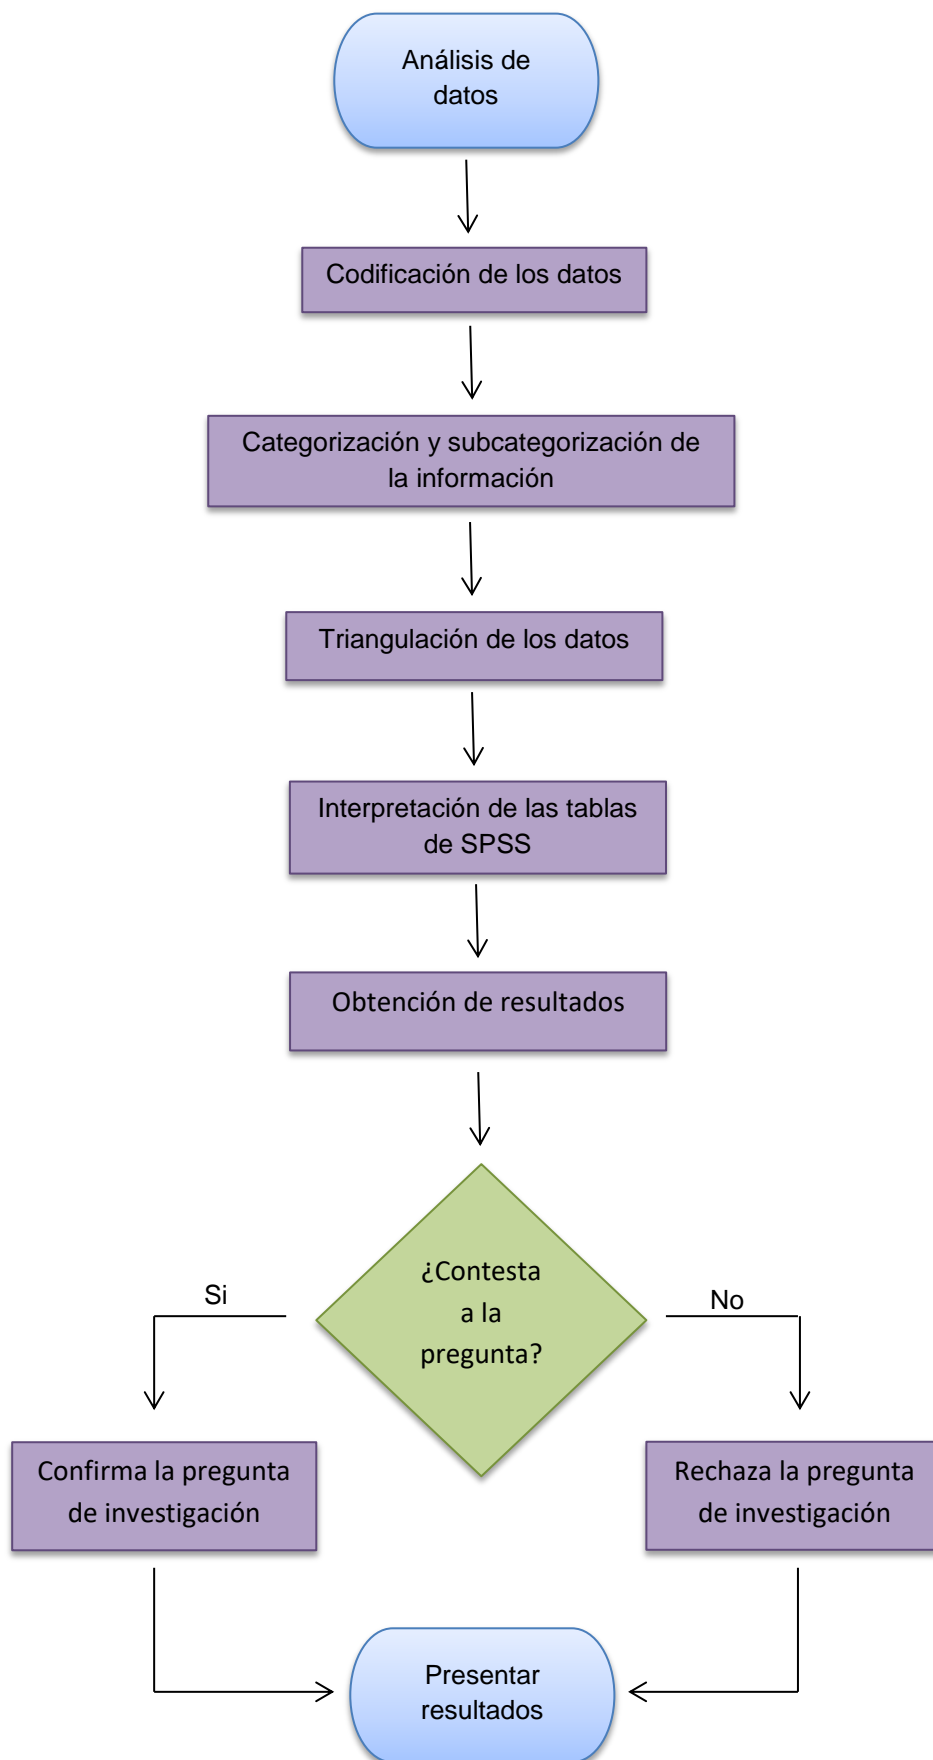 Análisis de
datos
Codificación de los datos
Categorización y subcategorización de
la información
Triangulación de los datos
Interpretación de las tablas
de SPSS
Obtención de resultados
¿Contesta
a la
pregunta?
Si
No
Confirma la pregunta
de investigación
Rechaza la pregunta
de investigación
Presentar
resultados